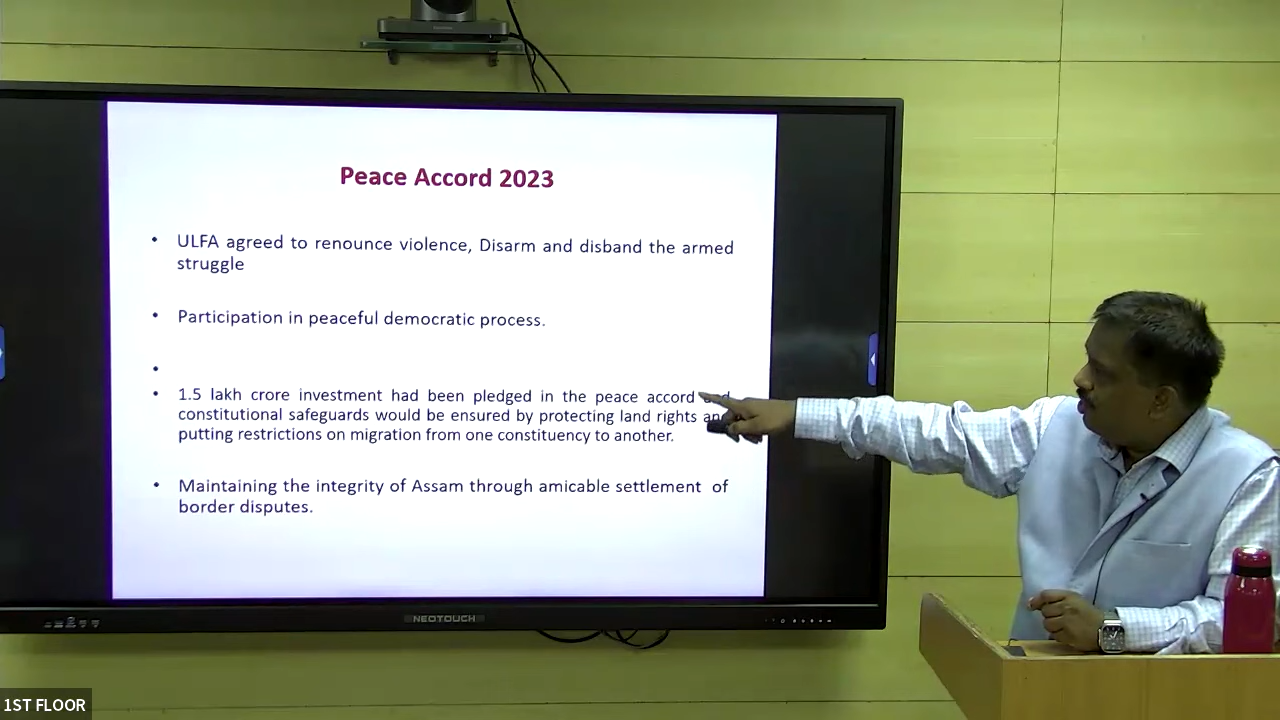 Peace Accord 2023
• ULFA agreed to renounce violence, Disarm and disband the armed
struggle
• Participation in peaceful democratic process.
•
• 1.5 lakh crore investment had been pledged in the peace accord
constitutional safeguards would be ensured by protecting land rights
putting restrictions on migration from one constituency to another.
• Maintaining the integrity of Assam through amicable settlement of
border disputes.
NEOTOUCH
1ST FLOOR